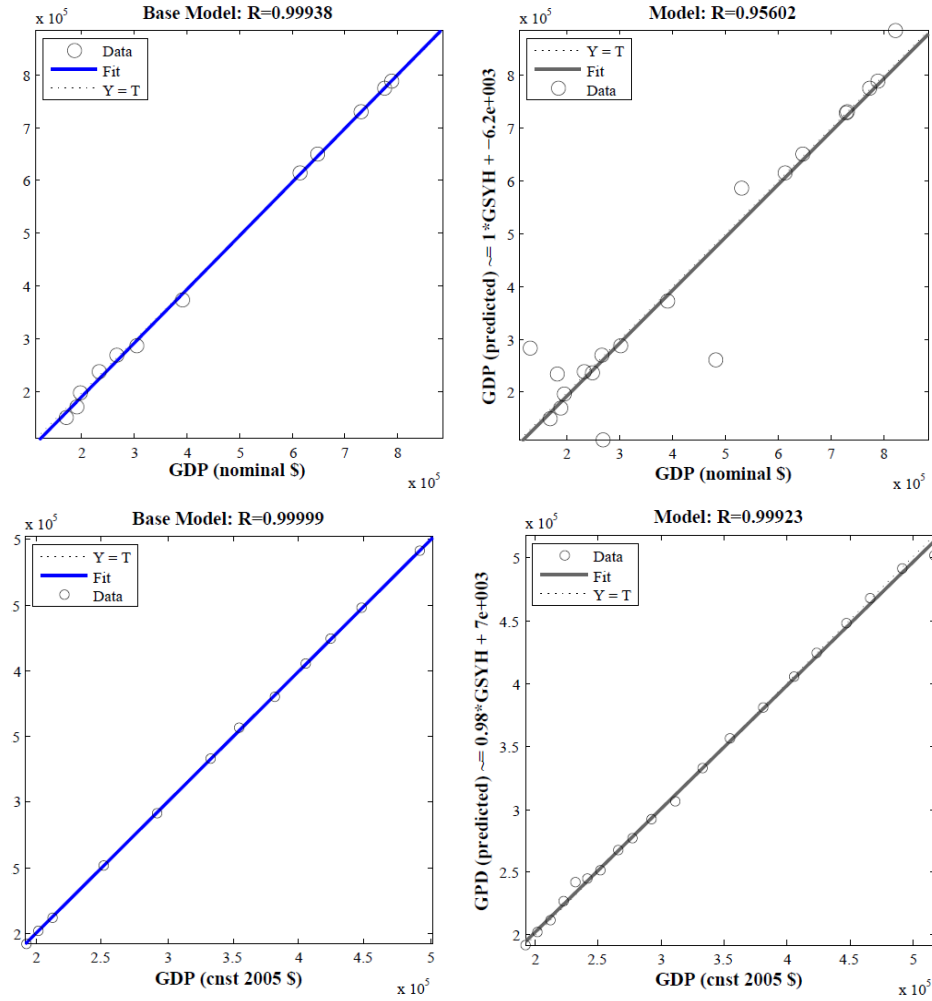 Base Model: R=0.99938
x 10^5
Data
Fit
Y = T
8
7
6
5
4
3
2
2 3 4 5 6 7 8
GDP (nominal $)
x 10^5
Model: R=0.95602
x 10^5
Y = T
Fit
Data
GDP (predicted) ~= 1*GSYH + −6.2e+003
8
7
6
5
4
3
2
2 3 4 5 6 7 8
GDP (nominal $)
x 10^5
Base Model: R=0.99999
x 10^5
Y = T
Fit
Data
5
5
4
5
3
5
2
2 2.5 3 3.5 4 4.5 5
GDP (cnst 2005 $)
x 10^5
Model: R=0.99923
x 10^5
Data
Fit
Y = T
GPD (predicted) ~= 0.98*GSYH + 7e+003
5
4.5
4
3.5
3
2.5
2
2 2.5 3 3.5 4 4.5 5
GDP (cnst 2005 $)
x 10^5